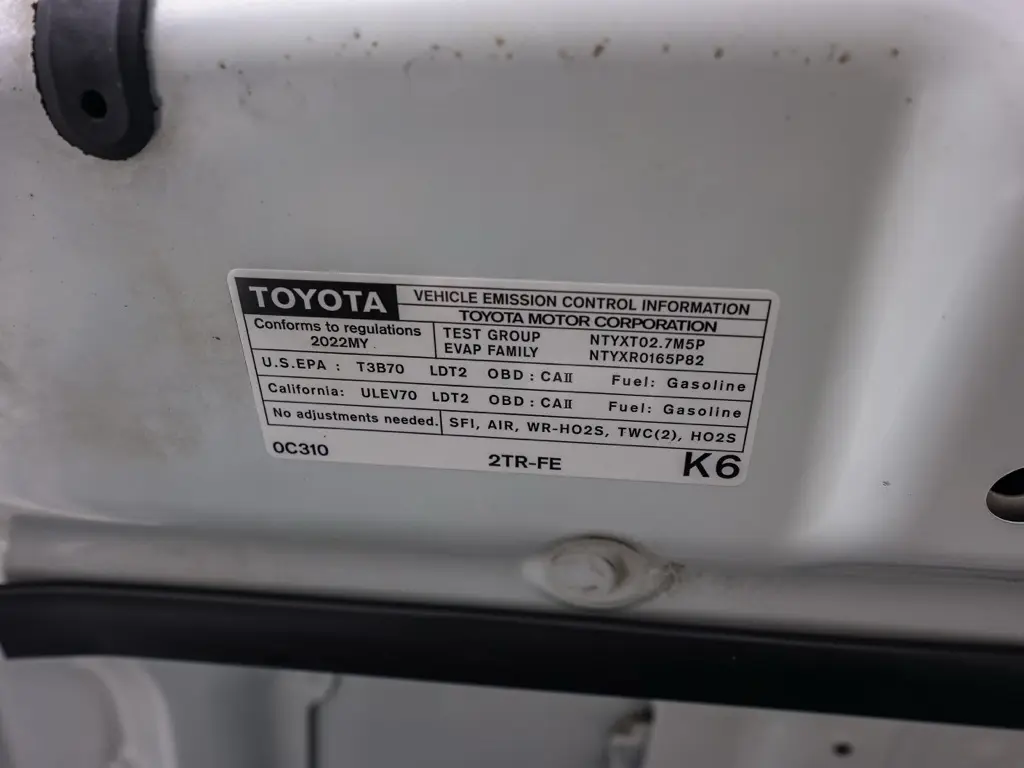 TOYOTA VEHICLE EMISSION CONTROL INFORMATION
TOYOTA MOTOR CORPORATION
Conforms to regulations
2022MY
TEST GROUP NTYXT02.7M5P
EVAP FAMILY NTYXR0165P82
U.S.EPA : T3B70 LDT2 OBD : CAII Fuel: Gasoline
California: ULEV70 LDT2 OBD : CAII Fuel: Gasoline
No adjustments needed. SFI, AIR, WR-HO2S, TWC(2), HO2S
0C310 2TR-FE K6